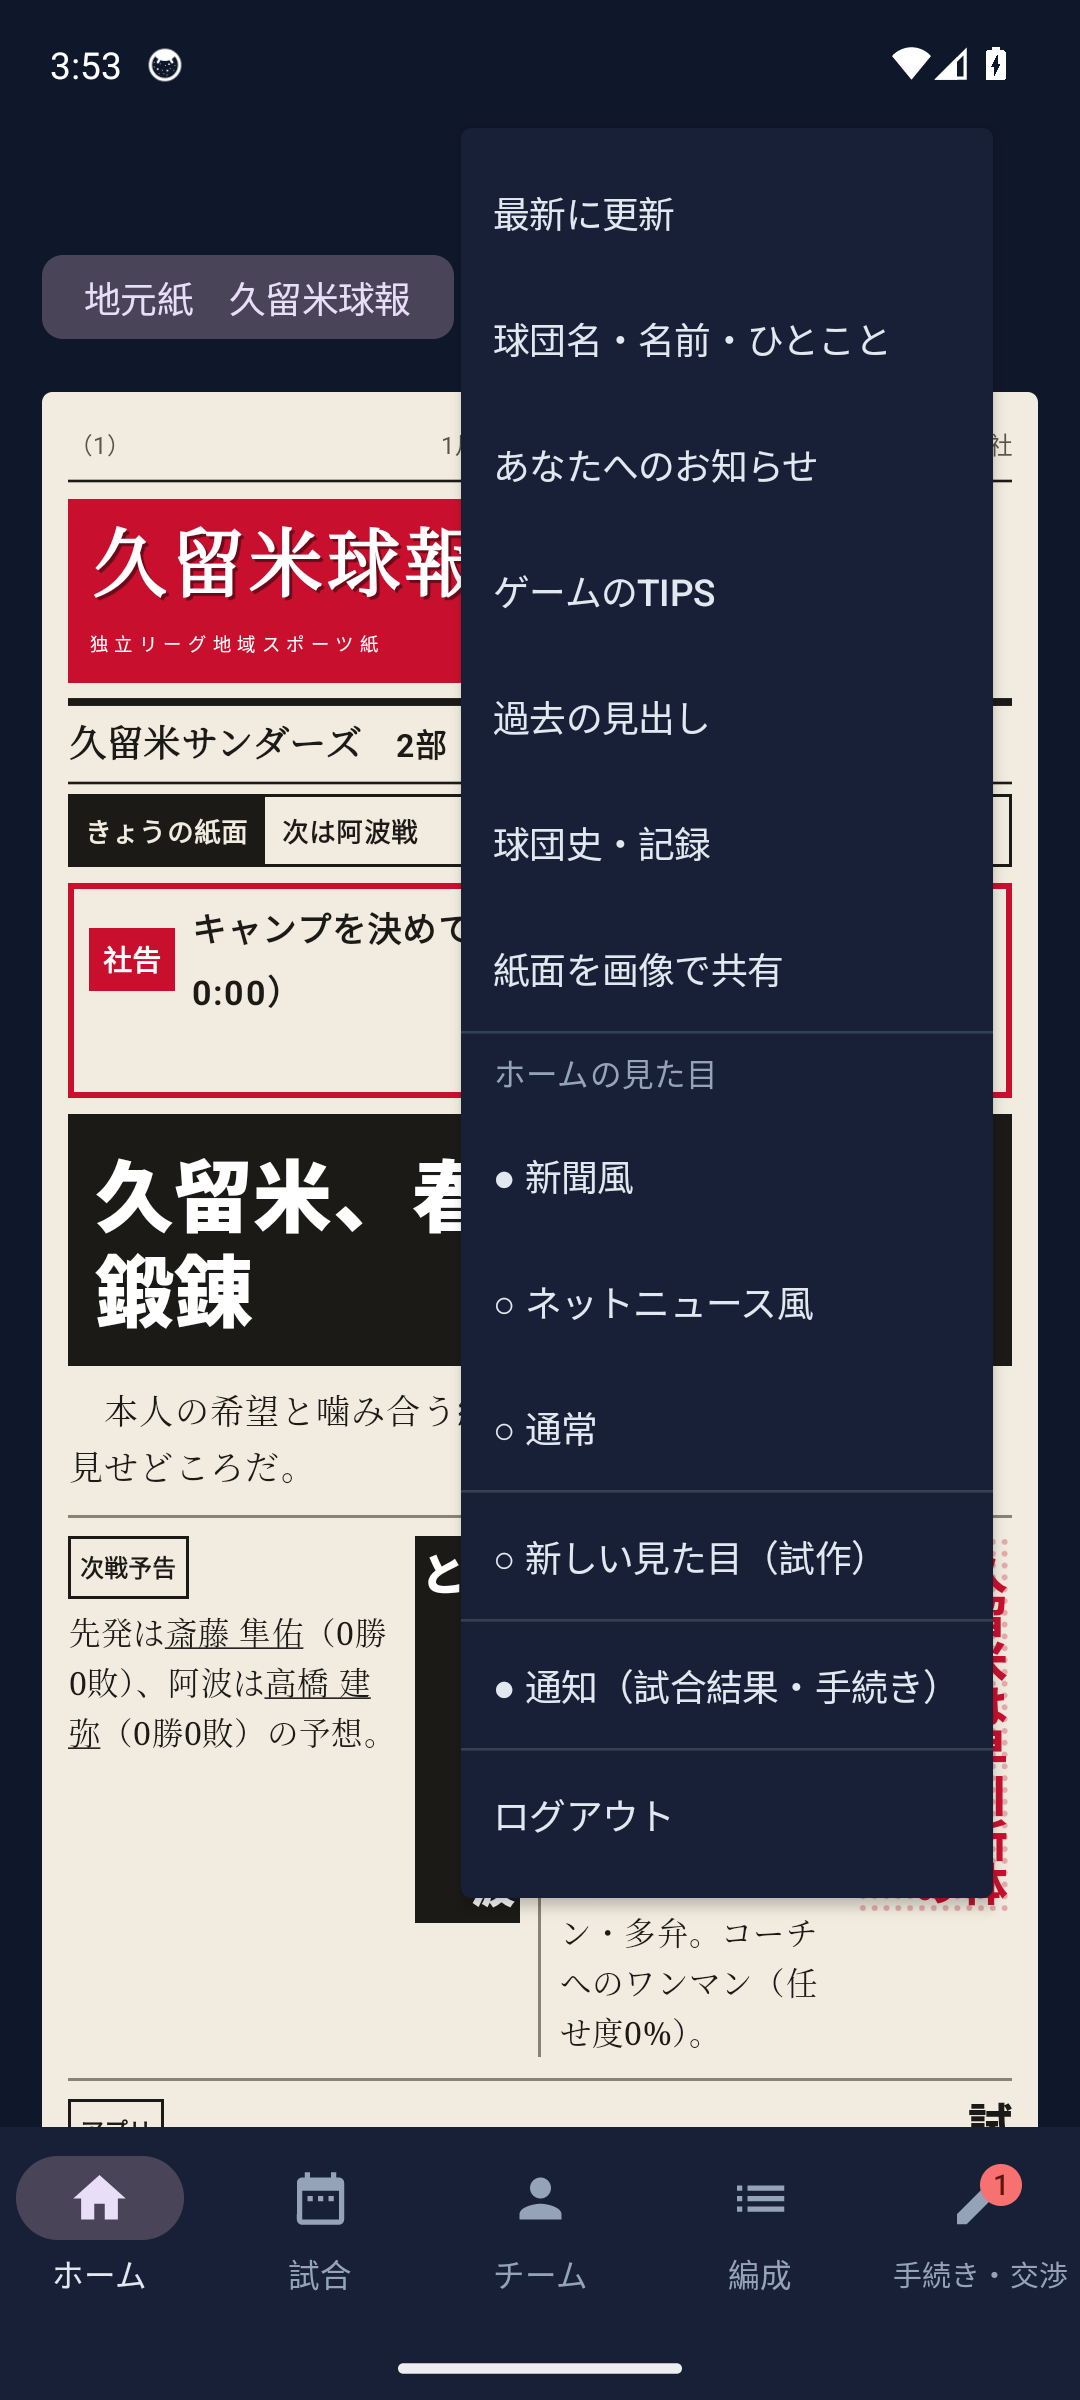 3:53
地元紙　久留米球報
最新に更新
球団名・名前・ひとこと
あなたへのお知らせ
ゲームのTIPS
過去の見出し
球団史・記録
紙面を画像で共有
ホームの見た目
● 新聞風
○ ネットニュース風
○ 通常
○ 新しい見た目（試作）
● 通知（試合結果・手続き）
ログアウト
（1）
社
久留米球報
独立リーグ地域スポーツ紙
久留米サンダーズ　2部
きょうの紙面
次は阿波戦
社告
キャンプを決めて
0:00）
久留米、春
鍛錬
本人の希望と噛み合う
見せどころだ。
次戦予告
先発は斎藤 隼佑（0勝
0敗）、阿波は高橋 建
弥（0勝0敗）の予想。
と
ン・多弁。コーチ
へのワンマン（任
せ度0%）。
ホーム
試合
チーム
編成
手続き・交渉
1